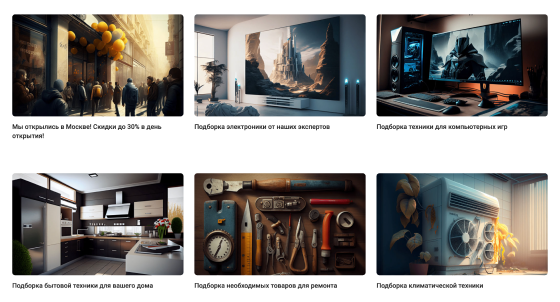 Мы открылись в Москве! Скидки до 30% в день
открытия!
Подборка электроники от наших экспертов
Подборка техники для компьютерных игр
Подборка бытовой техники для вашего дома
Подборка необходимых товаров для ремонта
Подборка климатической техники